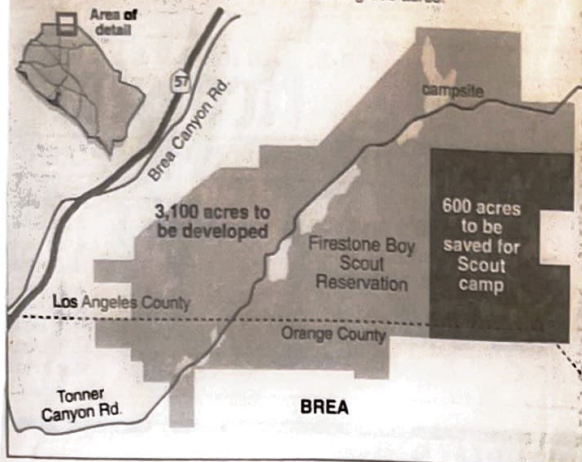 Area of
detail
57
Brea Canyon Rd.
campsite
3,100 acres to
be developed
600 acres
to be
saved for
Scout
camp
Firestone Boy
Scout
Reservation
Los Angeles County
Orange County
Tonner
Canyon Rd.
BREA